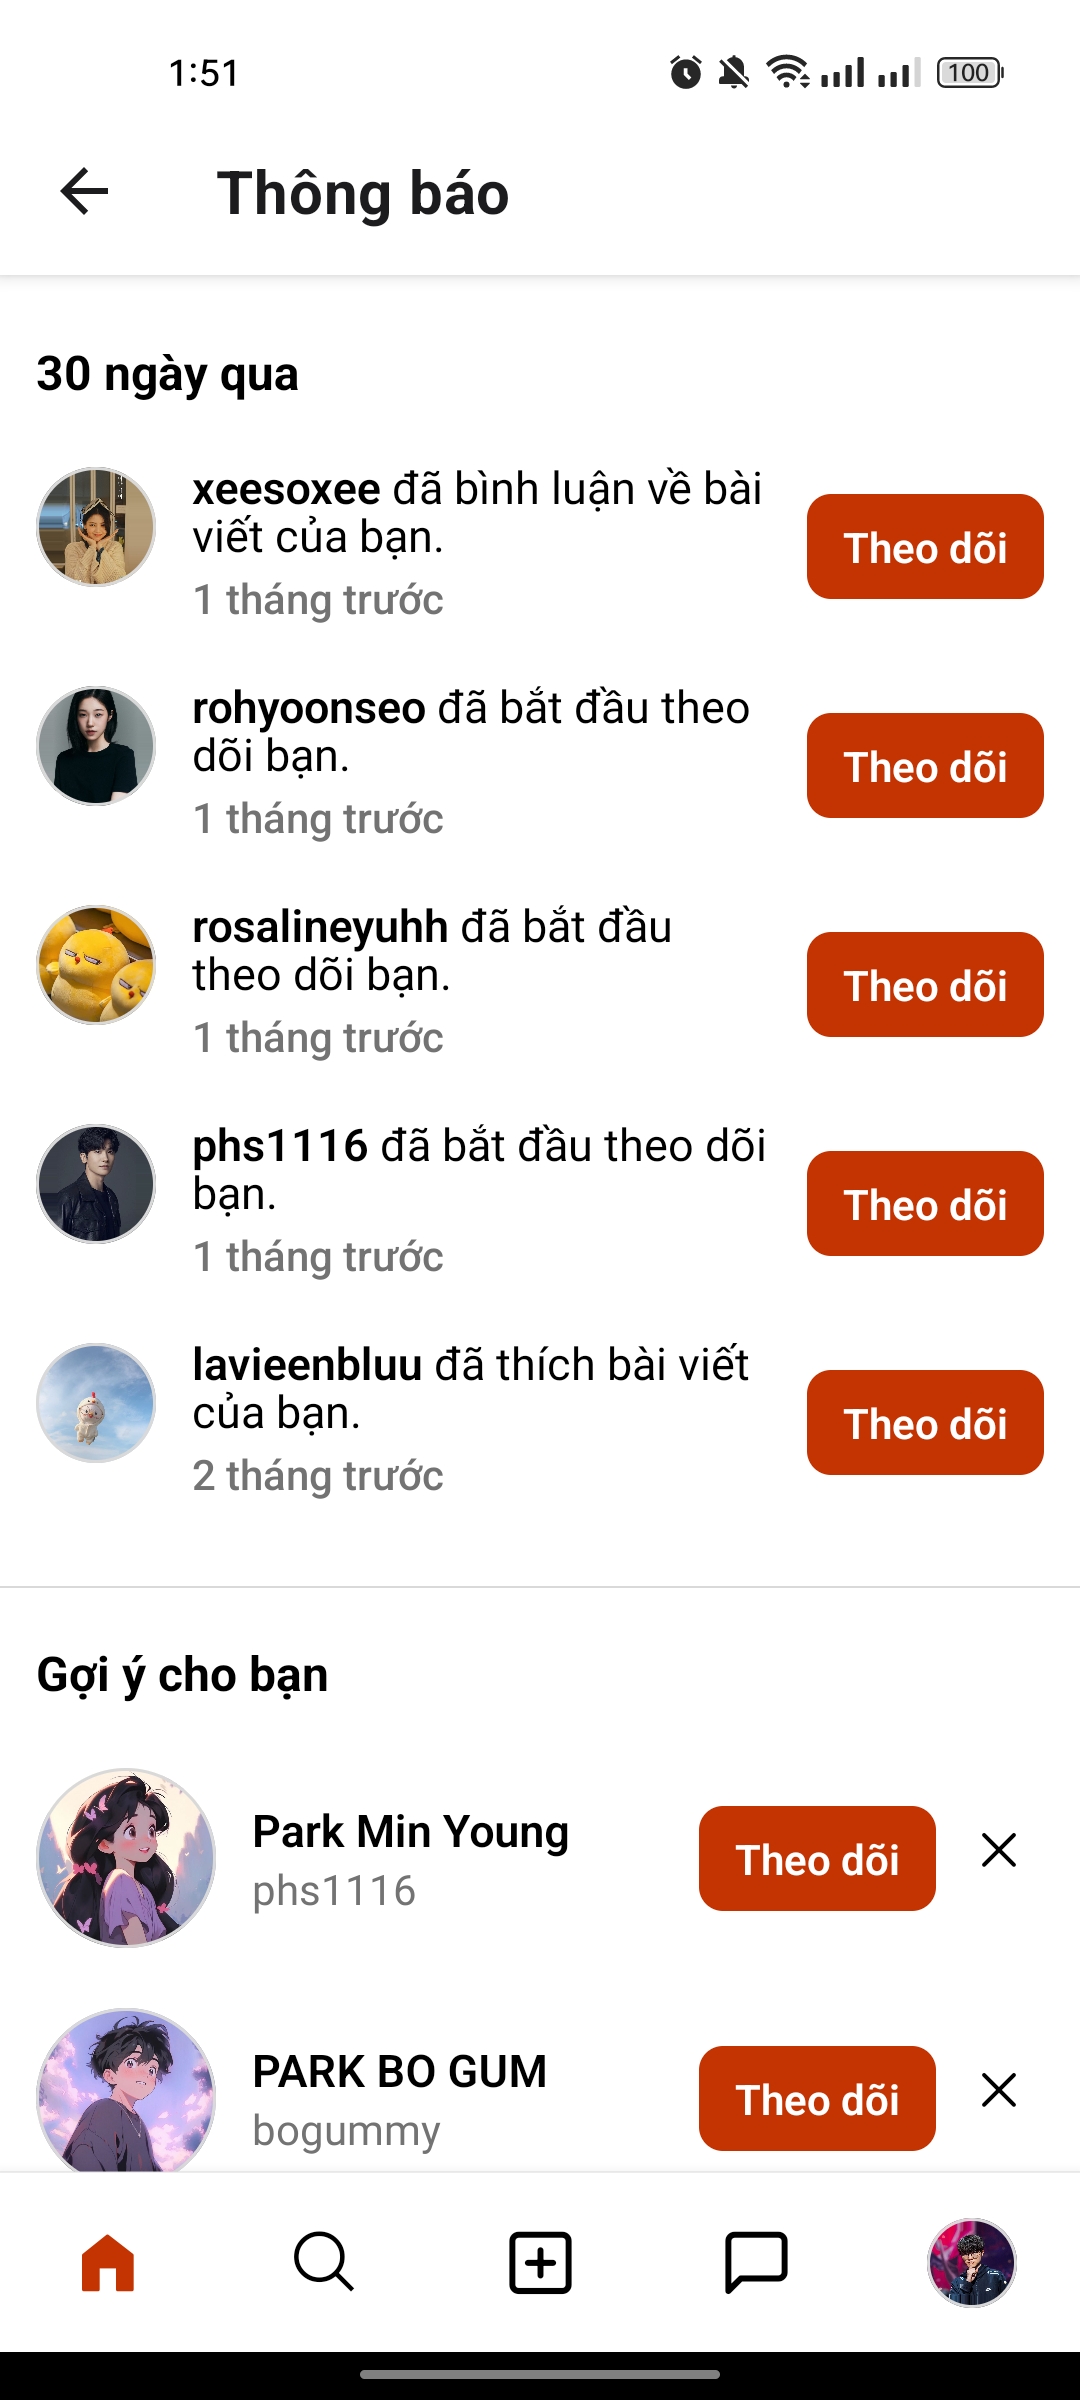 1:51
100
Thông báo
30 ngày qua
xeesoxee đã bình luận về bài
viết của bạn.
1 tháng trước
Theo dõi
rohyoonseo đã bắt đầu theo
dõi bạn.
1 tháng trước
Theo dõi
rosalineyuhh đã bắt đầu
theo dõi bạn.
1 tháng trước
Theo dõi
phs1116 đã bắt đầu theo dõi
bạn.
1 tháng trước
Theo dõi
lavieenbluu đã thích bài viết
của bạn.
2 tháng trước
Theo dõi
Gợi ý cho bạn
Park Min Young
phs1116
Theo dõi
PARK BO GUM
bogummy
Theo dõi